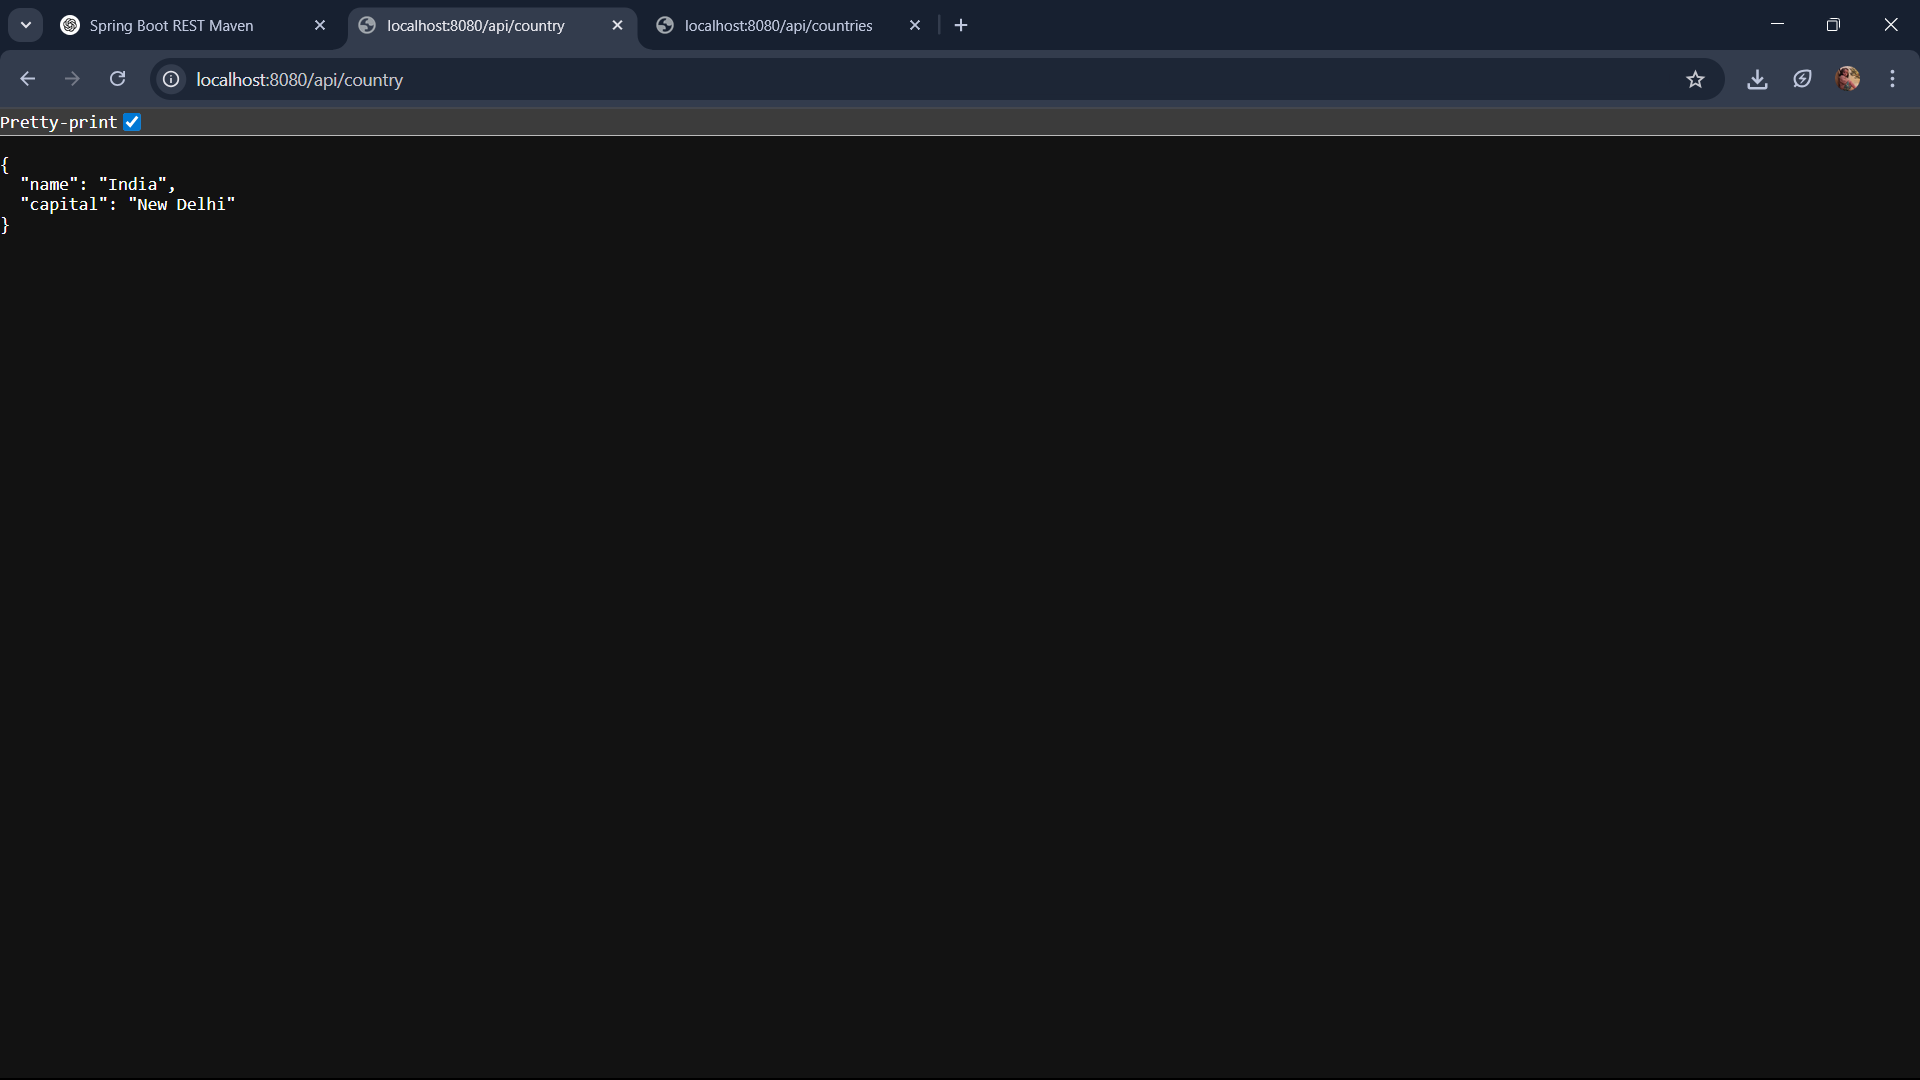 Spring Boot REST Maven
localhost:8080/api/country
localhost:8080/api/countries
localhost:8080/api/country
Pretty-print
{
  "name": "India",
  "capital": "New Delhi"
}